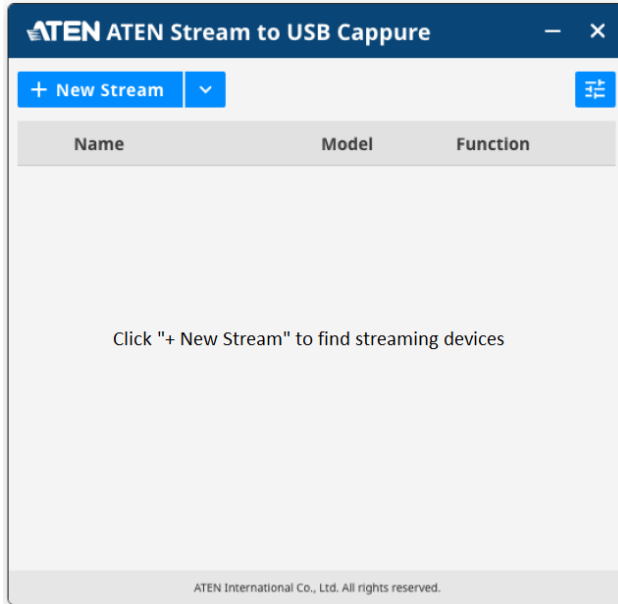 ATEN ATEN Stream to USB Cappure
+ New Stream
Name Model Function
Click "+ New Stream" to find streaming devices
ATEN International Co., Ltd. All rights reserved.